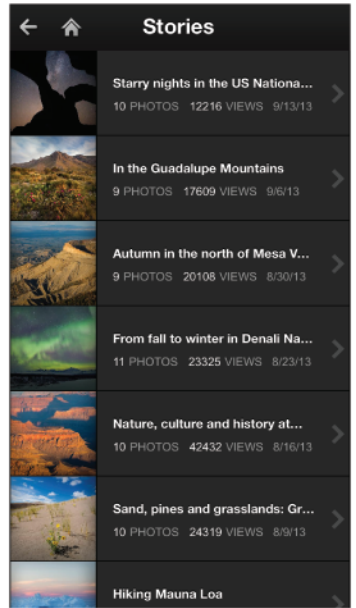 Stories
Starry nights in the US Nationa...
10 PHOTOS 12216 VIEWS 9/13/13
In the Guadalupe Mountains
9 PHOTOS 17609 VIEWS 9/6/13
Autumn in the north of Mesa V...
9 PHOTOS 20108 VIEWS 8/30/13
From fall to winter in Denali Na...
11 PHOTOS 23325 VIEWS 8/23/13
Nature, culture and history at...
10 PHOTOS 42432 VIEWS 8/16/13
Sand, pines and grasslands: Gr...
10 PHOTOS 24319 VIEWS 8/9/13
Hiking Mauna Loa